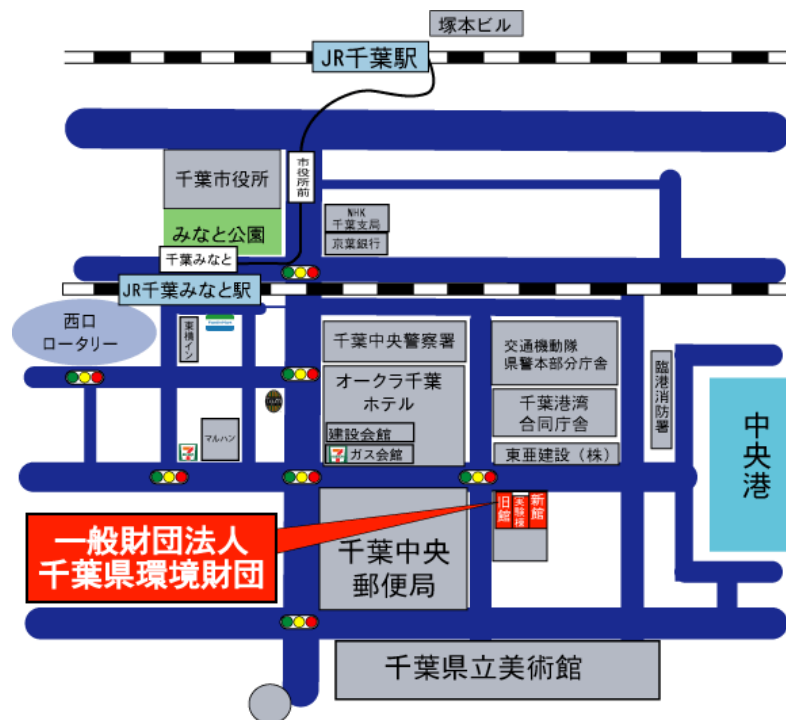 塚本ビル
JR千葉駅
千葉市役所
市役所前
みなと公園
NHK
千葉支局
京葉銀行
千葉みなと
JR千葉みなと駅
西口
ロータリー
東横イン
千葉中央警察署
交通機動隊
県警本部分庁舎
臨港消防署
オークラ千葉
ホテル
千葉港湾
合同庁舎
中央港
マルハン
建設会館
ガス会館
東亜建設(株)
旧館
実験棟
新館
一般財団法人
千葉県環境財団
千葉中央
郵便局
千葉県立美術館